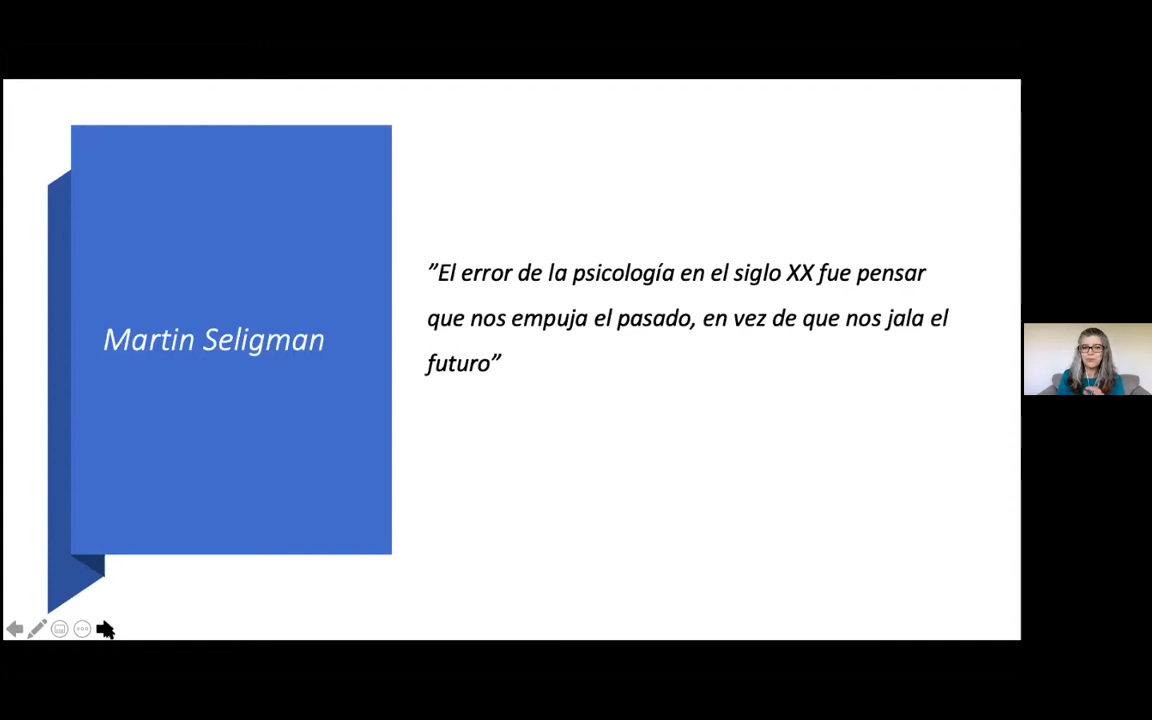 Martin Seligman
”El error de la psicología en el siglo XX fue pensar
que nos empuja el pasado, en vez de que nos jala el
futuro”